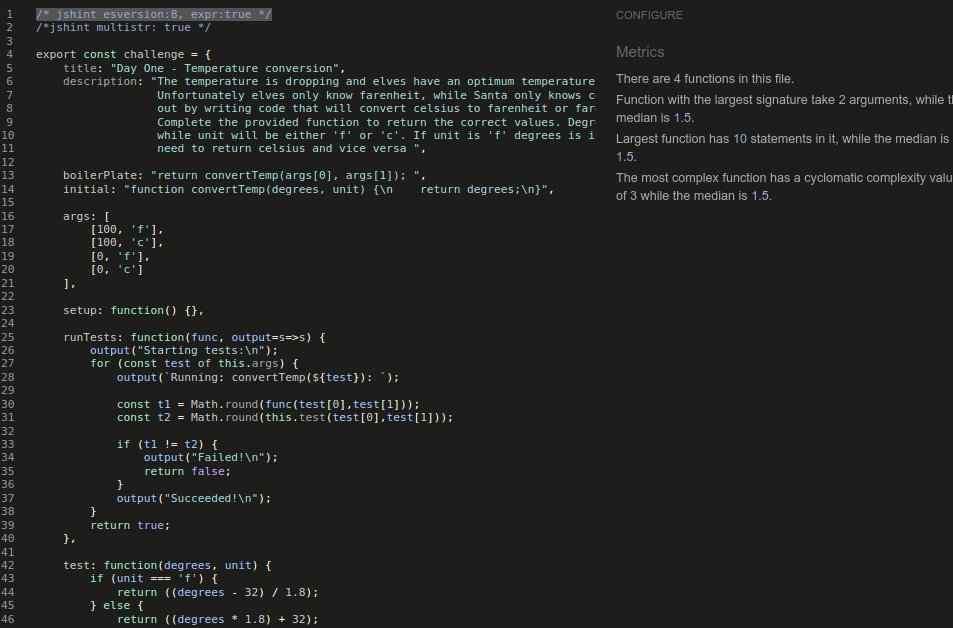 1 /* jshint esversion:8, expr:true */
2 /*jshint multistr: true */
3
4 export const challenge = {
5 title: "Day One - Temperature conversion",
6 description: "The temperature is dropping and elves have an optimum temperature
7 Unfortunately elves only know farenheit, while Santa only knows c
8 out by writing code that will convert celsius to farenheit or far
9 Complete the provided function to return the correct values. Degr
10 while unit will be either 'f' or 'c'. If unit is 'f' degrees is i
11 need to return celsius and vice versa ",
12
13 boilerPlate: "return convertTemp(args[0], args[1]); ",
14 initial: "function convertTemp(degrees, unit) {\n    return degrees;\n}",
15
16 args: [
17 [100, 'f'],
18 [100, 'c'],
19 [0, 'f'],
20 [0, 'c']
21 ],
22
23 setup: function() {},
24
25 runTests: function(func, output=s=>s) {
26 output("Starting tests:\n");
27 for (const test of this.args) {
28 output(`Running: convertTemp(${test}): `);
29
30 const t1 = Math.round(func(test[0],test[1]));
31 const t2 = Math.round(this.test(test[0],test[1]));
32
33 if (t1 != t2) {
34 output("Failed!\n");
35 return false;
36 }
37 output("Succeeded!\n");
38 }
39 return true;
40 },
41
42 test: function(degrees, unit) {
43 if (unit === 'f') {
44 return ((degrees - 32) / 1.8);
45 } else {
46 return ((degrees * 1.8) + 32);
CONFIGURE
Metrics
There are 4 functions in this file.
Function with the largest signature take 2 arguments, while t
median is 1.5.
Largest function has 10 statements in it, while the median is
1.5.
The most complex function has a cyclomatic complexity valu
of 3 while the median is 1.5.